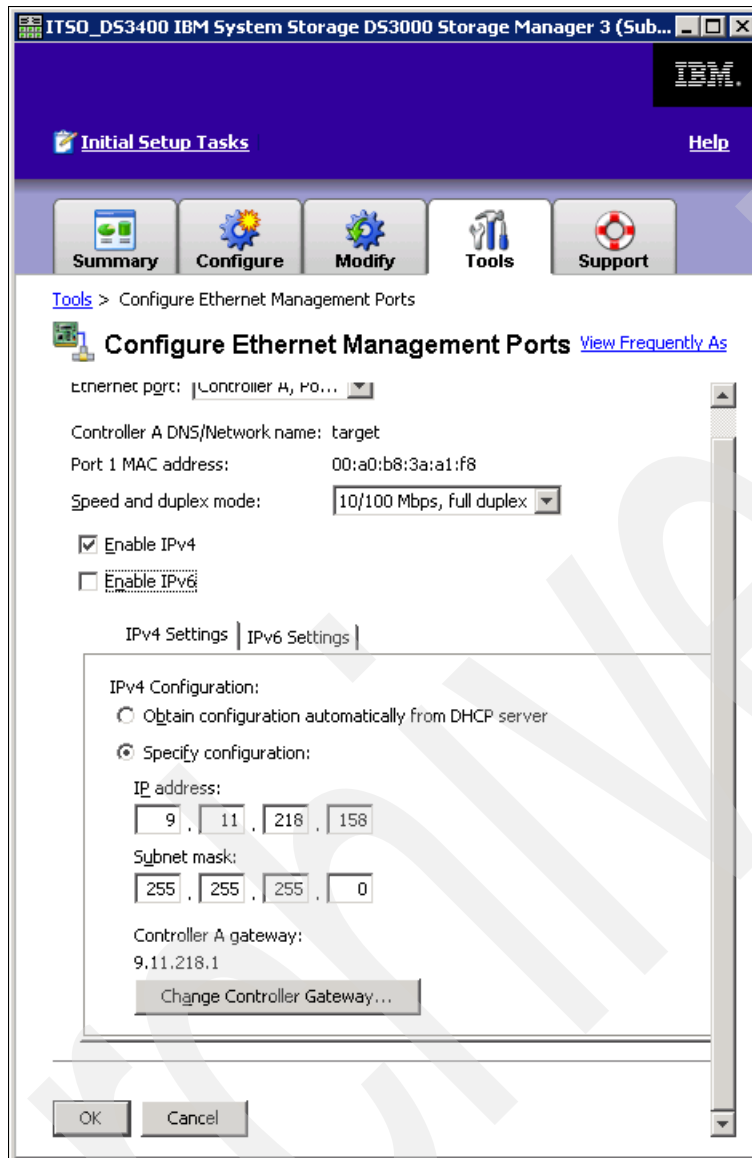 ITSO_DS3400 IBM System Storage DS3000 Storage Manager 3 (Sub...
IBM.
Initial Setup Tasks
Help
Summary
Configure
Modify
Tools
Support
Tools > Configure Ethernet Management Ports
Configure Ethernet Management Ports View Frequently As
Ethernet port: Controller A, Po...
Controller A DNS/Network name: target
Port 1 MAC address: 00:a0:b8:3a:a1:f8
Speed and duplex mode: 10/100 Mbps, full duplex
Enable IPv4
Enable IPv6
IPv4 Settings IPv6 Settings
IPv4 Configuration:
Obtain configuration automatically from DHCP server
Specify configuration:
IP address:
9 . 11 . 218 . 158
Subnet mask:
255 . 255 . 255 . 0
Controller A gateway:
9.11.218.1
Change Controller Gateway...
OK Cancel